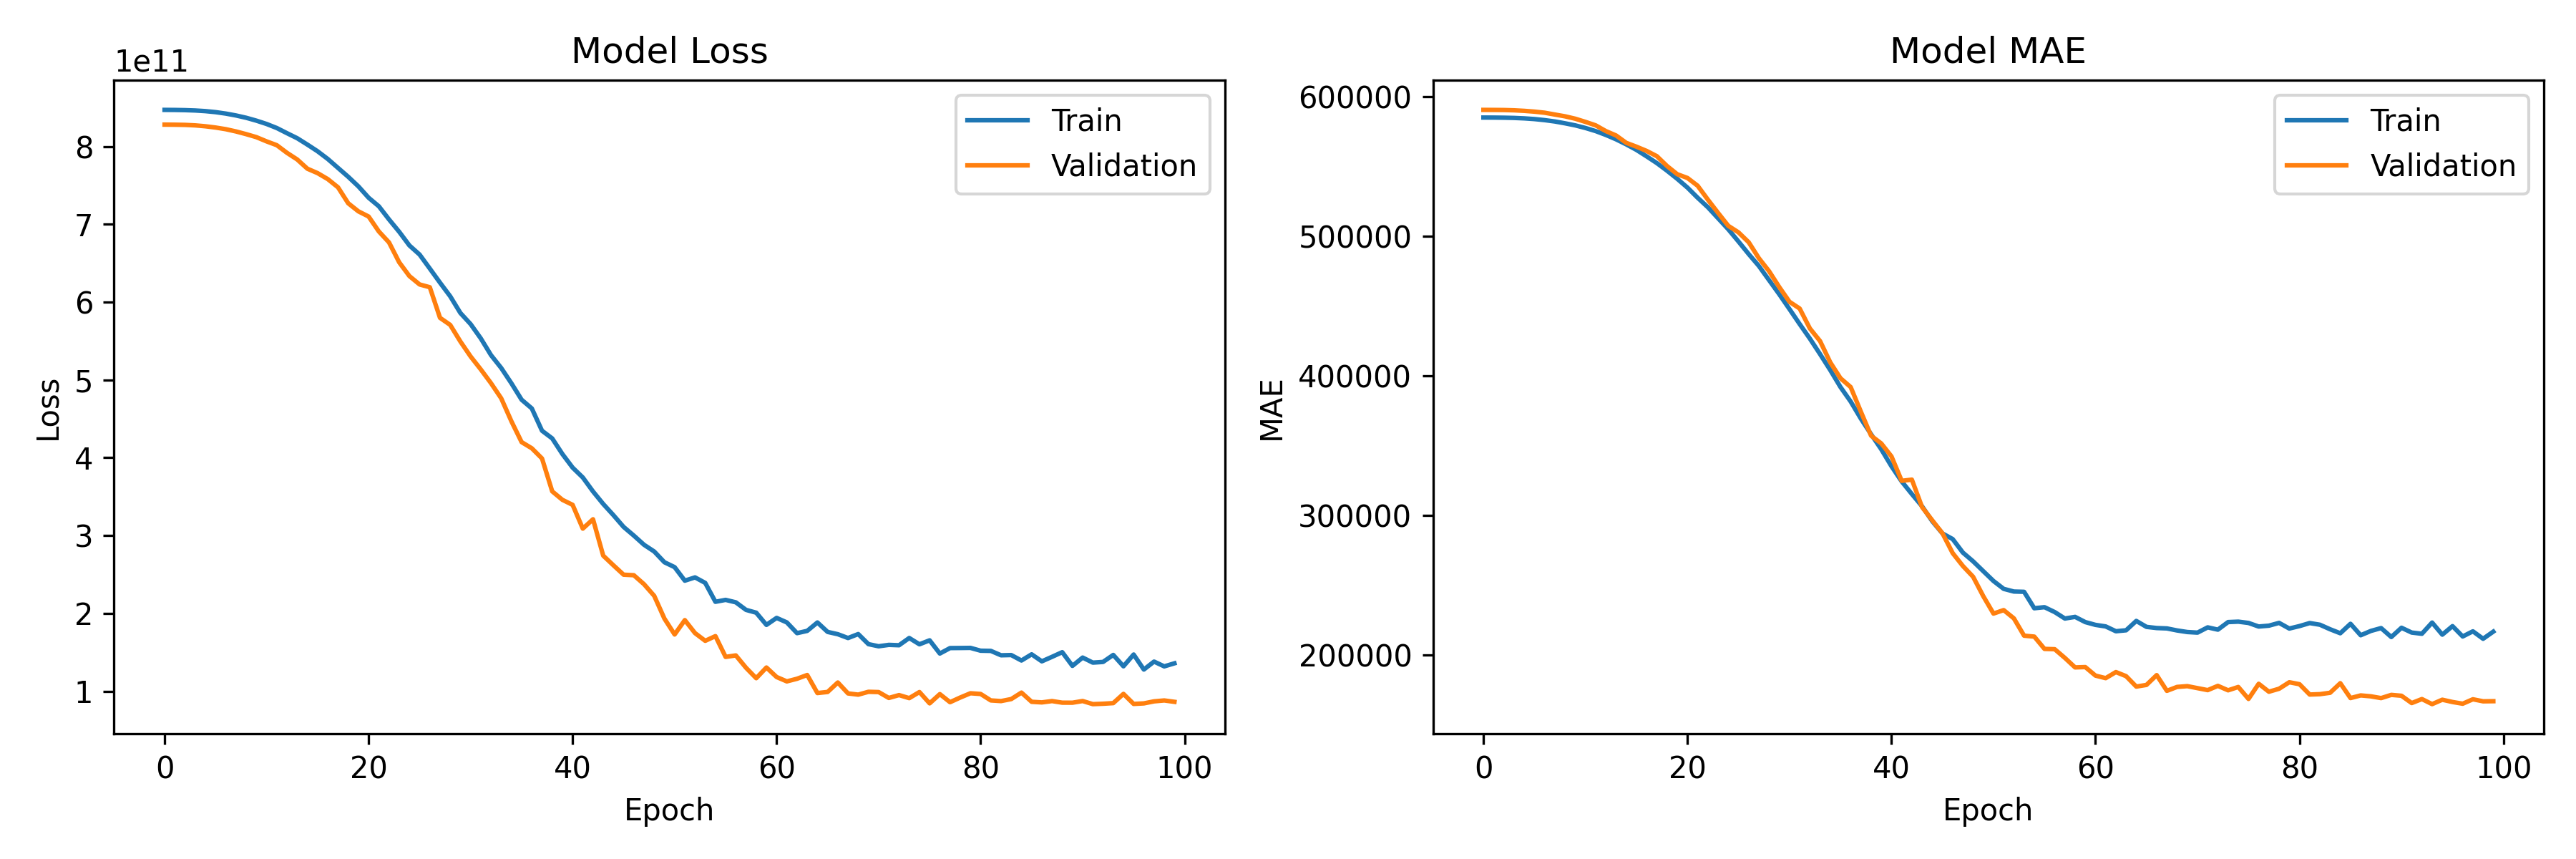 Model Loss
1e11
8
7
6
5
4
3
2
1
Loss
0 20 40 60 80 100
Epoch
Train
Validation
Model MAE
600000
500000
400000
300000
200000
MAE
0 20 40 60 80 100
Epoch
Train
Validation